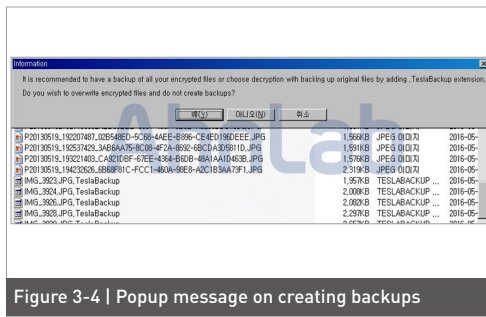 Information
It is recommended to have a backup of all your encrypted files or choose decryption with backing up original files by adding .TeslaBackup extension.
Do you wish to overwrite encrypted files and do not create backups?
예(Y) 아니오(N) 취소
AhnLab
P20130519_192207487_02B548ED-5C68-4AEE-B896-CE4ED196DEEE.JPG 1,566KB JPEG 이미지 2016-05-
P20130519_192537429_3AB6AA75-8C08-4F2A-8692-6BCDA3D5811D.JPG 1,591KB JPEG 이미지 2016-05-
P20130519_193221403_CA921DBF-67EE-4364-B6DB-48A1AA1D463B.JPG 1,576KB JPEG 이미지 2016-05-
P20130519_194232626_6B68F81C-FCC1-460A-98E8-A2C1B3AA73F1.JPG 2,319KB JPEG 이미지 2016-05-
IMG_3923.JPG.TeslaBackup 1,957KB TESLABACKUP ... 2016-05-
IMG_3924.JPG.TeslaBackup 2,008KB TESLABACKUP ... 2016-05-
IMG_3926.JPG.TeslaBackup 2,082KB TESLABACKUP ... 2016-05-
IMG_3928.JPG.TeslaBackup 2,297KB TESLABACKUP ... 2016-05-
Figure 3-4 | Popup message on creating backups